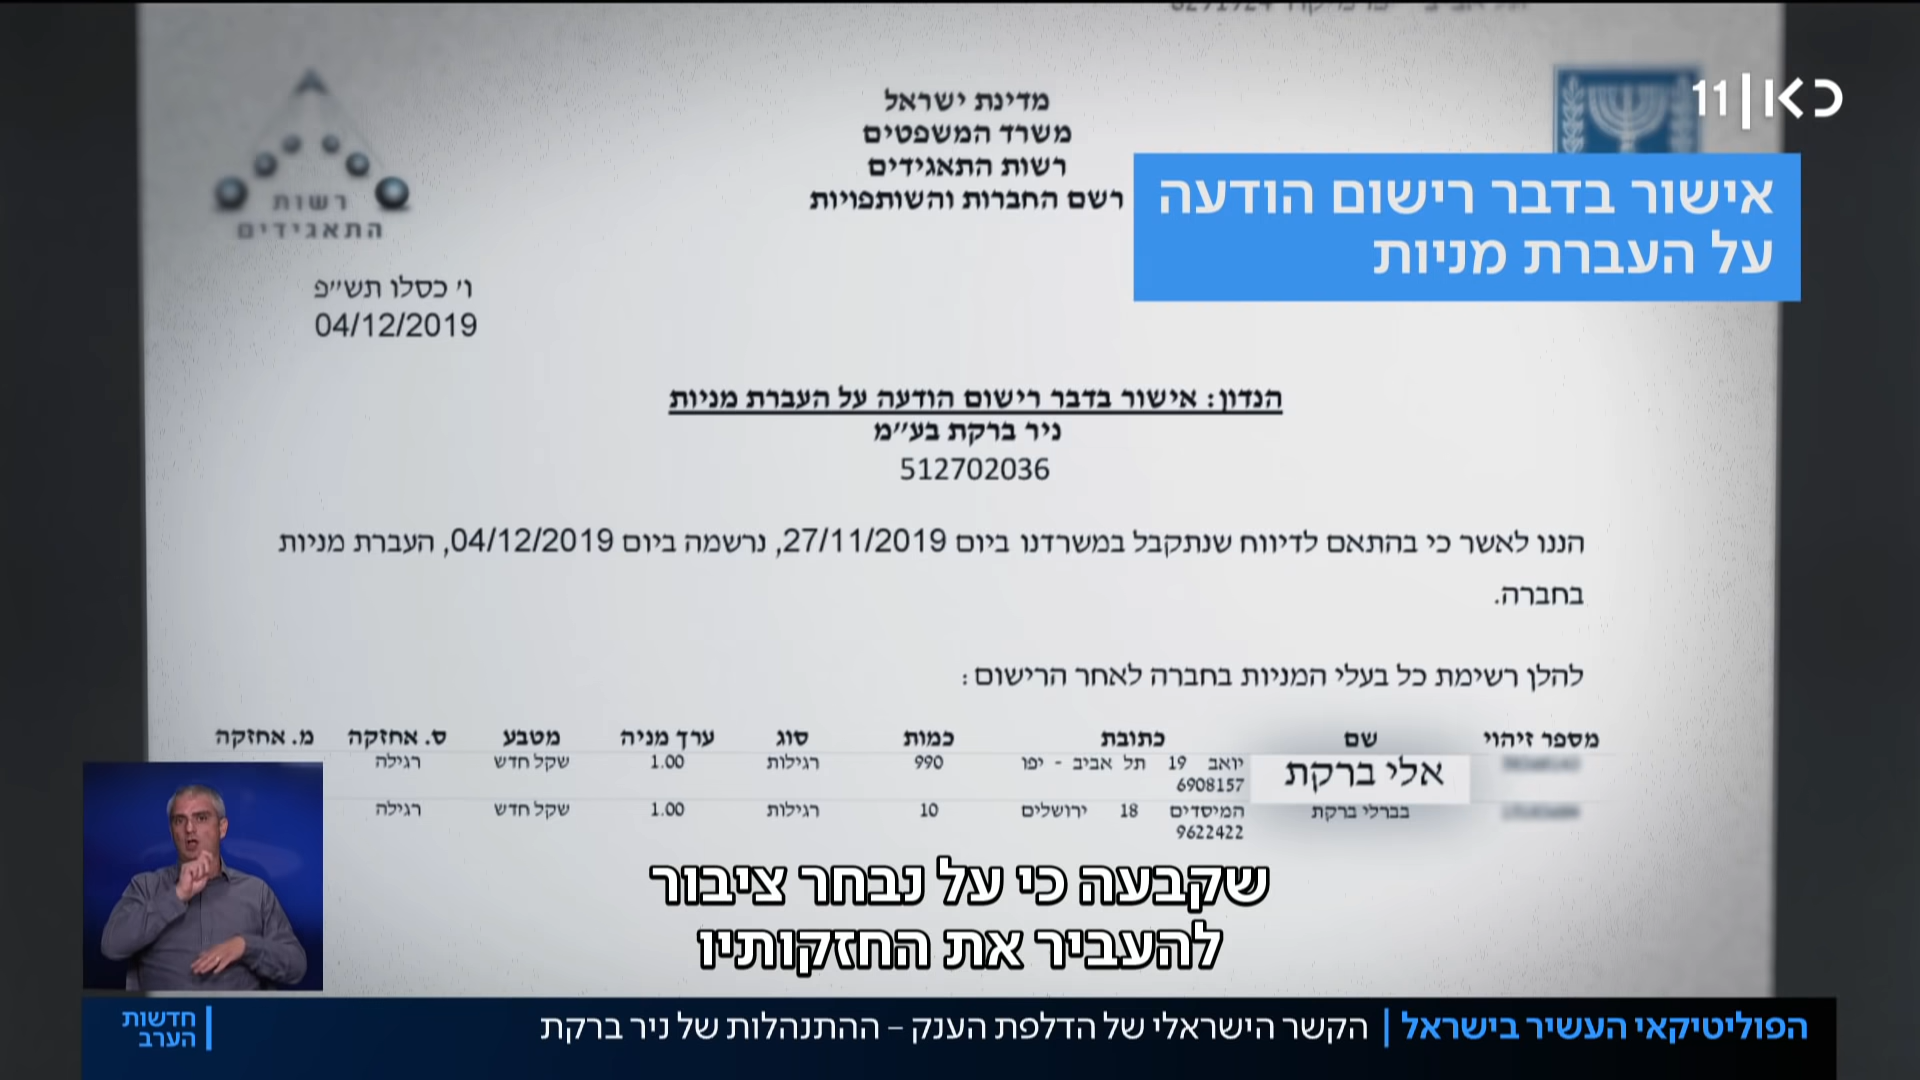 כאן 11
אישור בדבר רישום הודעה
על העברת מניות
מדינת ישראל
משרד המשפטים
רשות התאגידים
רשם החברות והשותפויות
רשות
התאגידים
ו' כסלו תש״פ
04/12/2019
הנדון: אישור בדבר רישום הודעה על העברת מניות
ניר ברקת בע״מ
512702036
הננו לאשר כי בהתאם לדיווח שנתקבל במשרדנו ביום 27/11/2019, נרשמה ביום 04/12/2019, העברת מניות
בחברה.
להלן רשימת כל בעלי המניות בחברה לאחר הרישום:
מספר זיהוי שם כתובת כמות סוג ערך מניה מטבע ס. אחזקה מ. אחזקה
אלי ברקת יואב 19 תל אביב - יפו 990 רגילות 1.00 שקל חדש רגילה
6908157
בברלי ברקת המיסדים 18 ירושלים 10 רגילות 1.00 שקל חדש רגילה
9622422
שקבעה כי על נבחר ציבור
להעביר את החזקותיו
הפוליטיקאי העשיר בישראל | הקשר הישראלי של הדלפת הענק – ההתנהלות של ניר ברקת
חדשות
הערב